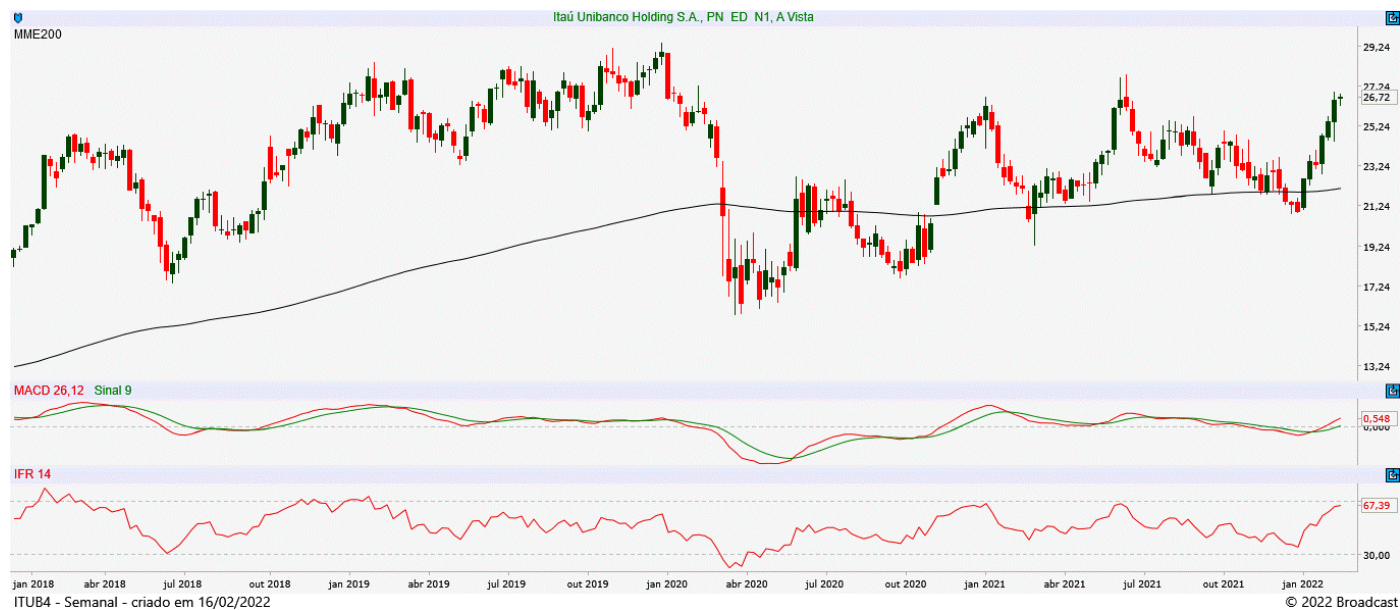 Itaú Unibanco Holding S.A., PN ED N1, A Vista
MME200
29,24
27,24
26,72
25,24
23,24
21,24
19,24
17,24
15,24
13,24
MACD 26,12 Sinal 9
0,548
0,000
IFR 14
67,39
30,00
jan 2018 abr 2018 jul 2018 out 2018 jan 2019 abr 2019 jul 2019 out 2019 jan 2020 abr 2020 jul 2020 out 2020 jan 2021 abr 2021 jul 2021 out 2021 jan 2022
ITUB4 - Semanal - criado em 16/02/2022
© 2022 Broadcast